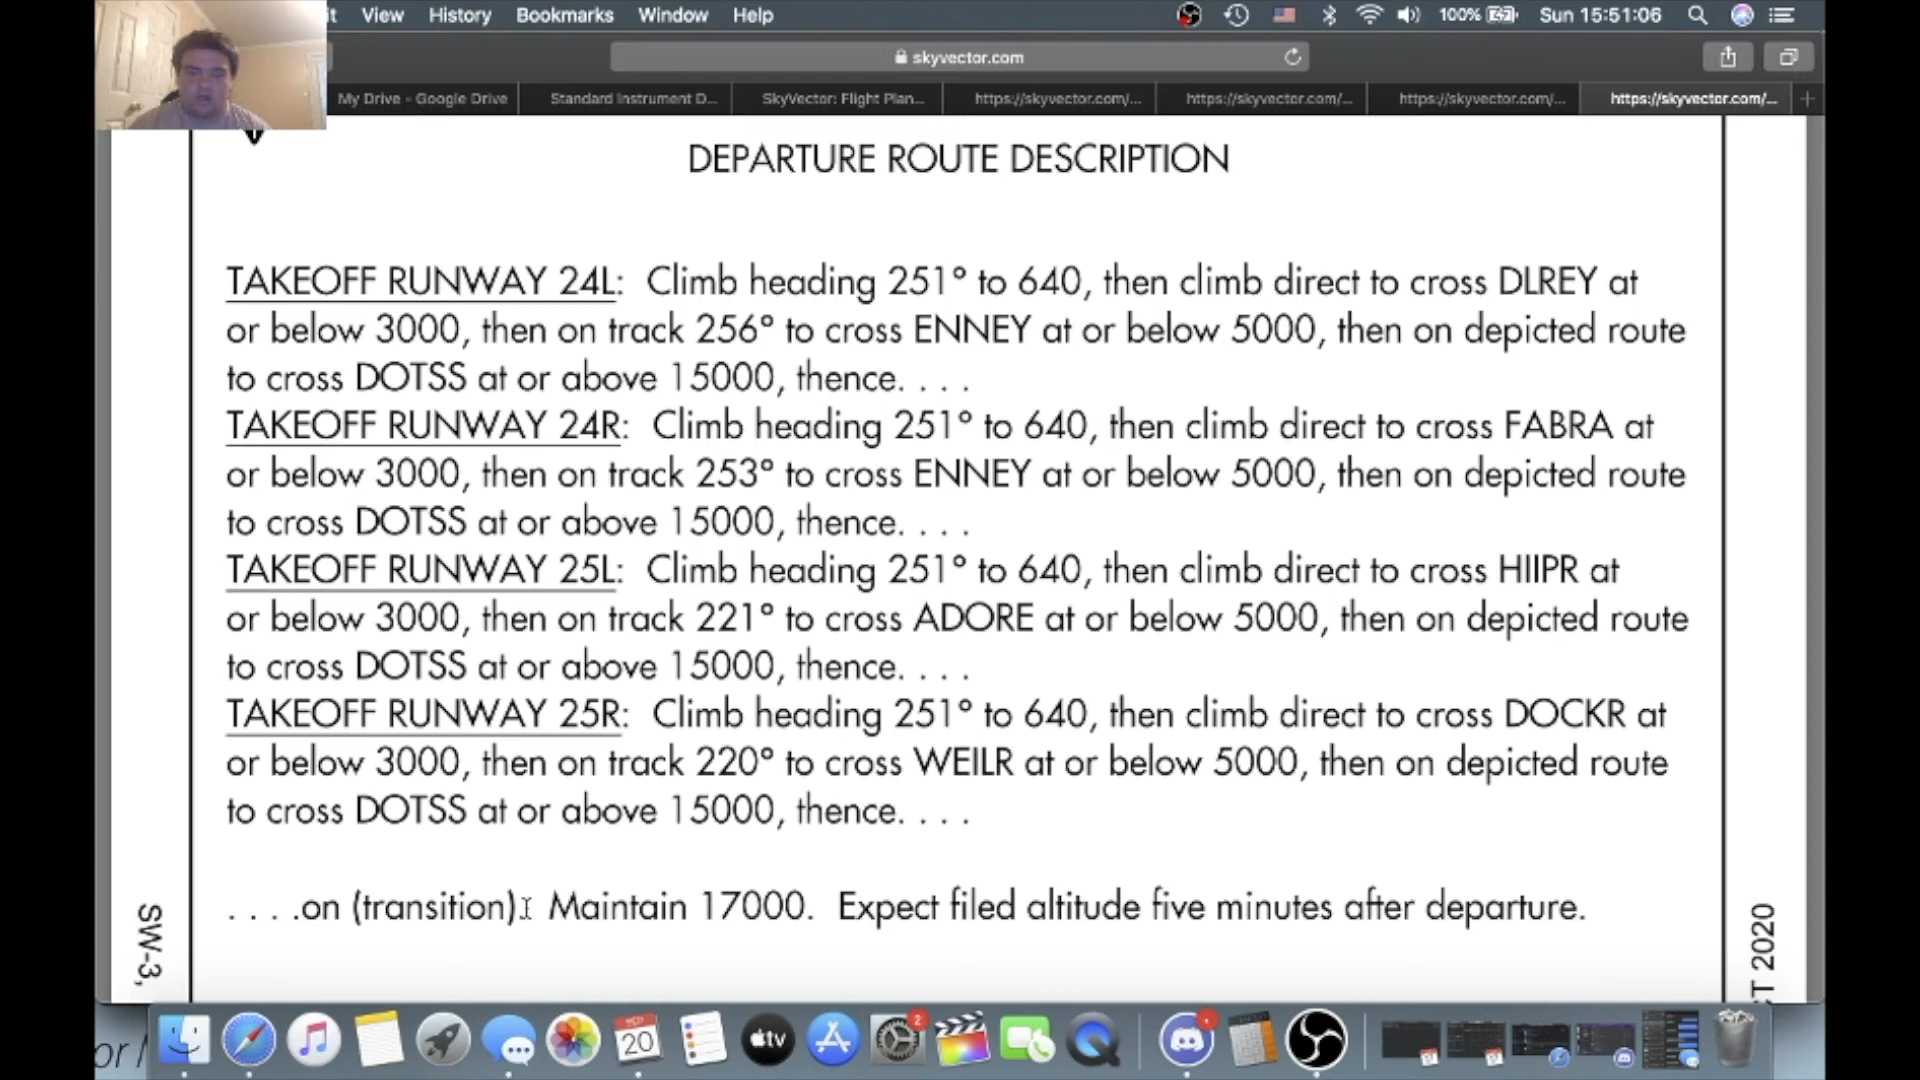 View History Bookmarks Window Help 100% Sun 15:51:06
skyvector.com
My Drive - Google Drive Standard Instrument D... SkyVector: Flight Plan... https://skyvector.com/... https://skyvector.com/... https://skyvector.com/... https://skyvector.com/...
DEPARTURE ROUTE DESCRIPTION
TAKEOFF RUNWAY 24L: Climb heading 251° to 640, then climb direct to cross DLREY at
or below 3000, then on track 256° to cross ENNEY at or below 5000, then on depicted route
to cross DOTSS at or above 15000, thence. . . .
TAKEOFF RUNWAY 24R: Climb heading 251° to 640, then climb direct to cross FABRA at
or below 3000, then on track 253° to cross ENNEY at or below 5000, then on depicted route
to cross DOTSS at or above 15000, thence. . . .
TAKEOFF RUNWAY 25L: Climb heading 251° to 640, then climb direct to cross HIIPR at
or below 3000, then on track 221° to cross ADORE at or below 5000, then on depicted route
to cross DOTSS at or above 15000, thence. . . .
TAKEOFF RUNWAY 25R: Climb heading 251° to 640, then climb direct to cross DOCKR at
or below 3000, then on track 220° to cross WEILR at or below 5000, then on depicted route
to cross DOTSS at or above 15000, thence. . . .
. . . .on (transition). Maintain 17000. Expect filed altitude five minutes after departure.
SW-3,
2020
20
tv
2
or